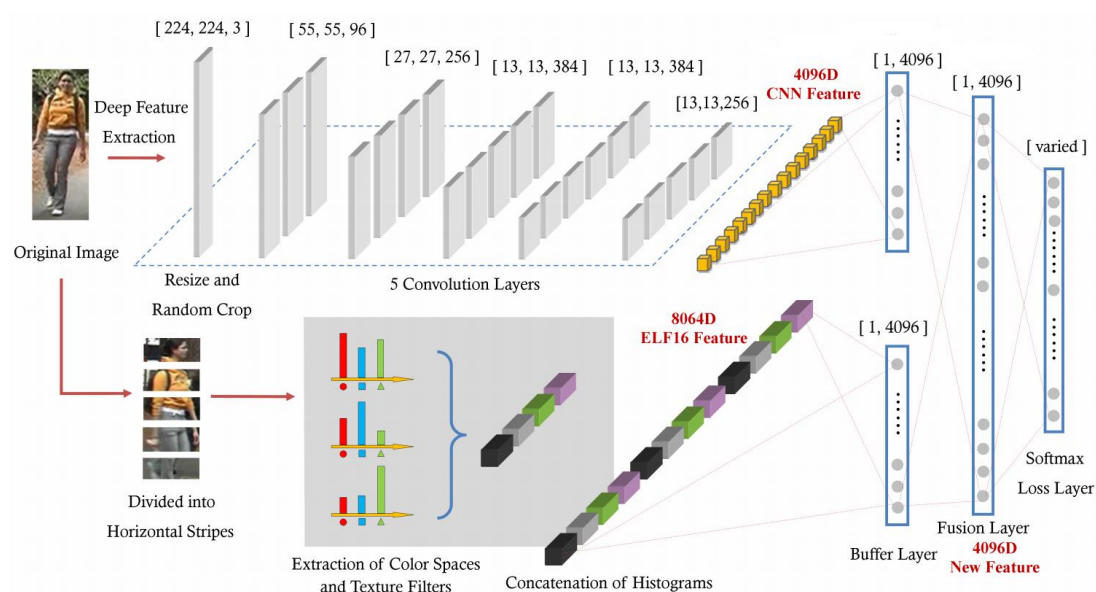 [ 224, 224, 3 ]
[ 55, 55, 96 ]
[ 27, 27, 256 ]
[ 13, 13, 384 ]
[ 13, 13, 384 ]
[13,13,256]
4096D
CNN Feature
[ 1, 4096 ]
[ 1, 4096 ]
[ varied ]
Deep Feature
Extraction
Original Image
Resize and
Random Crop
5 Convolution Layers
8064D
ELF16 Feature
[ 1, 4096 ]
Divided into
Horizontal Stripes
Extraction of Color Spaces
and Texture Filters
Concatenation of Histograms
Buffer Layer
Fusion Layer
4096D
New Feature
Softmax
Loss Layer